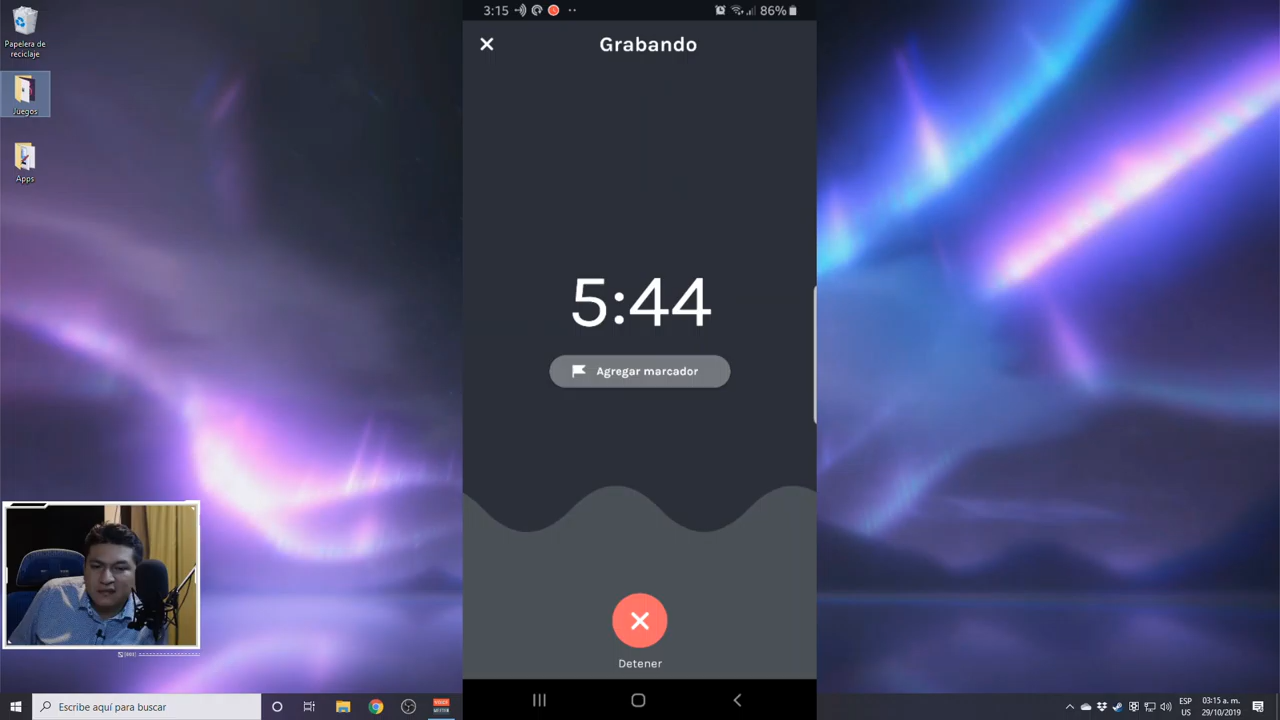 Papelera de
reciclaje
Juegos
Apps
3:15
86%
Grabando
5:44
Agregar marcador
Detener
Escribe aquí para buscar
ESP
US
03:15 a. m.
29/10/2019